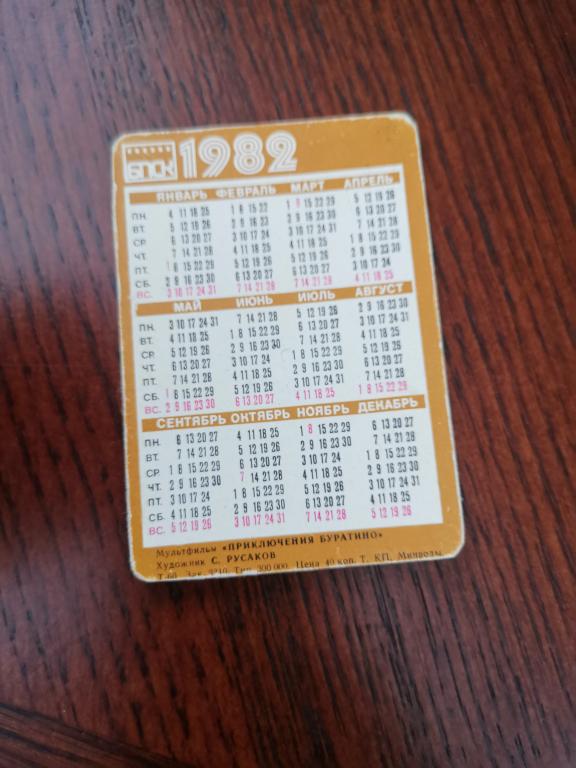 БПСК 1982
ЯНВАРЬ ФЕВРАЛЬ МАРТ АПРЕЛЬ
ПН. 4 11 18 25 1 8 15 22 1 8 15 22 29 5 12 19 26
ВТ. 5 12 19 26 2 9 16 23 2 9 16 23 30 6 13 20 27
СР. 6 13 20 27 3 10 17 24 3 10 17 24 31 7 14 21 28
ЧТ. 7 14 21 28 4 11 18 25 4 11 18 25 1 8 15 22 29
ПТ. 1 8 15 22 29 5 12 19 26 5 12 19 26 2 9 16 23 30
СБ. 2 9 16 23 30 6 13 20 27 6 13 20 27 3 10 17 24
ВС. 3 10 17 24 31 7 14 21 28 7 14 21 28 4 11 18 25
МАЙ ИЮНЬ ИЮЛЬ АВГУСТ
ПН. 3 10 17 24 31 7 14 21 28 5 12 19 26 2 9 16 23 30
ВТ. 4 11 18 25 1 8 15 22 29 6 13 20 27 3 10 17 24 31
СР. 5 12 19 26 2 9 16 23 30 7 14 21 28 4 11 18 25
ЧТ. 6 13 20 27 3 10 17 24 1 8 15 22 29 5 12 19 26
ПТ. 7 14 21 28 4 11 18 25 2 9 16 23 30 6 13 20 27
СБ. 1 8 15 22 29 5 12 19 26 3 10 17 24 31 7 14 21 28
ВС. 2 9 16 23 30 6 13 20 27 4 11 18 25 1 8 15 22 29
СЕНТЯБРЬ ОКТЯБРЬ НОЯБРЬ ДЕКАБРЬ
ПН. 6 13 20 27 4 11 18 25 1 8 15 22 29 6 13 20 27
ВТ. 7 14 21 28 5 12 19 26 2 9 16 23 30 7 14 21 28
СР. 1 8 15 22 29 6 13 20 27 3 10 17 24 1 8 15 22 29
ЧТ. 2 9 16 23 30 7 14 21 28 4 11 18 25 2 9 16 23 30
ПТ. 3 10 17 24 1 8 15 22 29 5 12 19 26 3 10 17 24 31
СБ. 4 11 18 25 2 9 16 23 30 6 13 20 27 4 11 18 25
ВС. 5 12 19 26 3 10 17 24 31 7 14 21 28 5 12 19 26
Мультфильмы «ПРИКЛЮЧЕНИЯ БУРАТИНО»
Художник С. РУСАКОВ
Т-60 Зак. 3210. Тир. 300 000. Цена 40 коп. Т. КП, Минводы